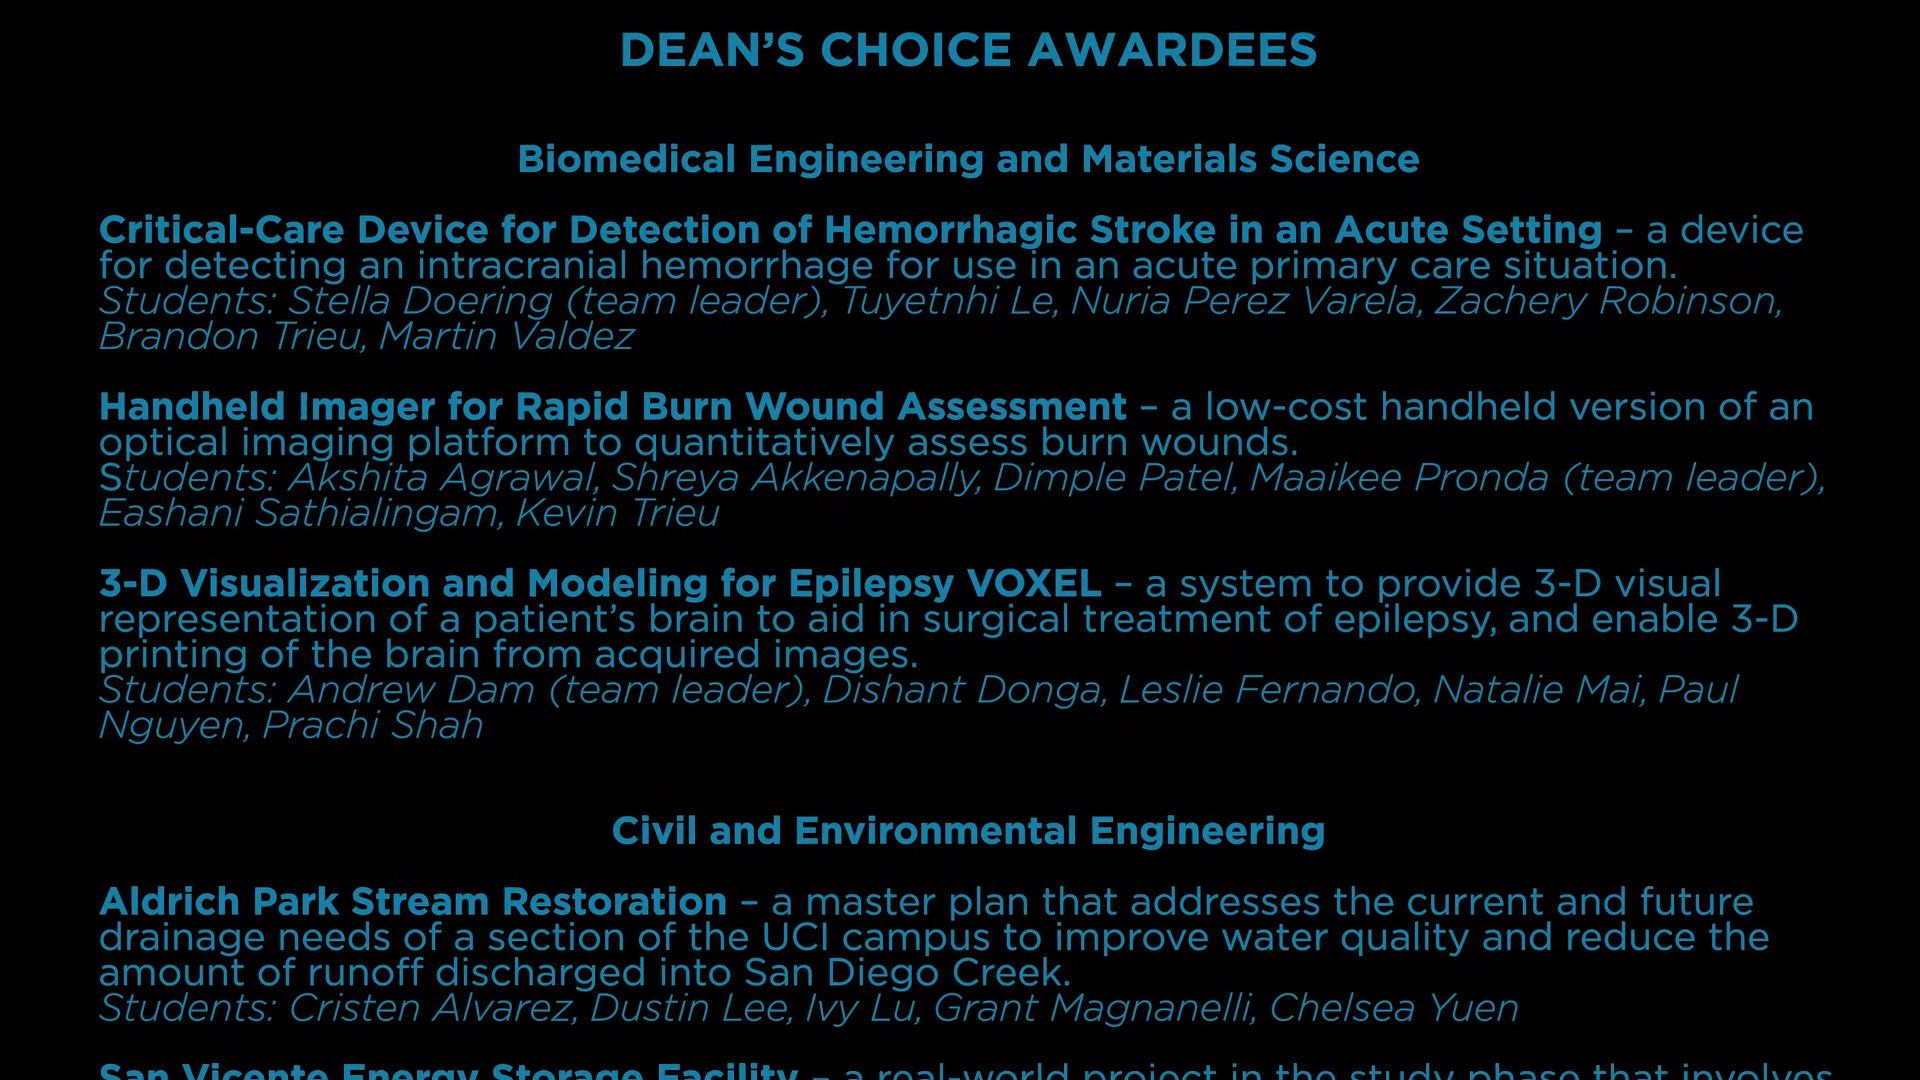 DEAN’S CHOICE AWARDEES
Biomedical Engineering and Materials Science
Critical-Care Device for Detection of Hemorrhagic Stroke in an Acute Setting – a device
for detecting an intracranial hemorrhage for use in an acute primary care situation.
Students: Stella Doering (team leader), Tuyetnhi Le, Nuria Perez Varela, Zachery Robinson,
Brandon Trieu, Martin Valdez
Handheld Imager for Rapid Burn Wound Assessment – a low-cost handheld version of an
optical imaging platform to quantitatively assess burn wounds.
Students: Akshita Agrawal, Shreya Akkenapally, Dimple Patel, Maaikee Pronda (team leader),
Eashani Sathialingam, Kevin Trieu
3-D Visualization and Modeling for Epilepsy VOXEL – a system to provide 3-D visual
representation of a patient’s brain to aid in surgical treatment of epilepsy, and enable 3-D
printing of the brain from acquired images.
Students: Andrew Dam (team leader), Dishant Donga, Leslie Fernando, Natalie Mai, Paul
Nguyen, Prachi Shah
Civil and Environmental Engineering
Aldrich Park Stream Restoration – a master plan that addresses the current and future
drainage needs of a section of the UCI campus to improve water quality and reduce the
amount of runoff discharged into San Diego Creek.
Students: Cristen Alvarez, Dustin Lee, Ivy Lu, Grant Magnanelli, Chelsea Yuen
San Vicente Energy Storage Facility – a real-world project in the study phase that involves